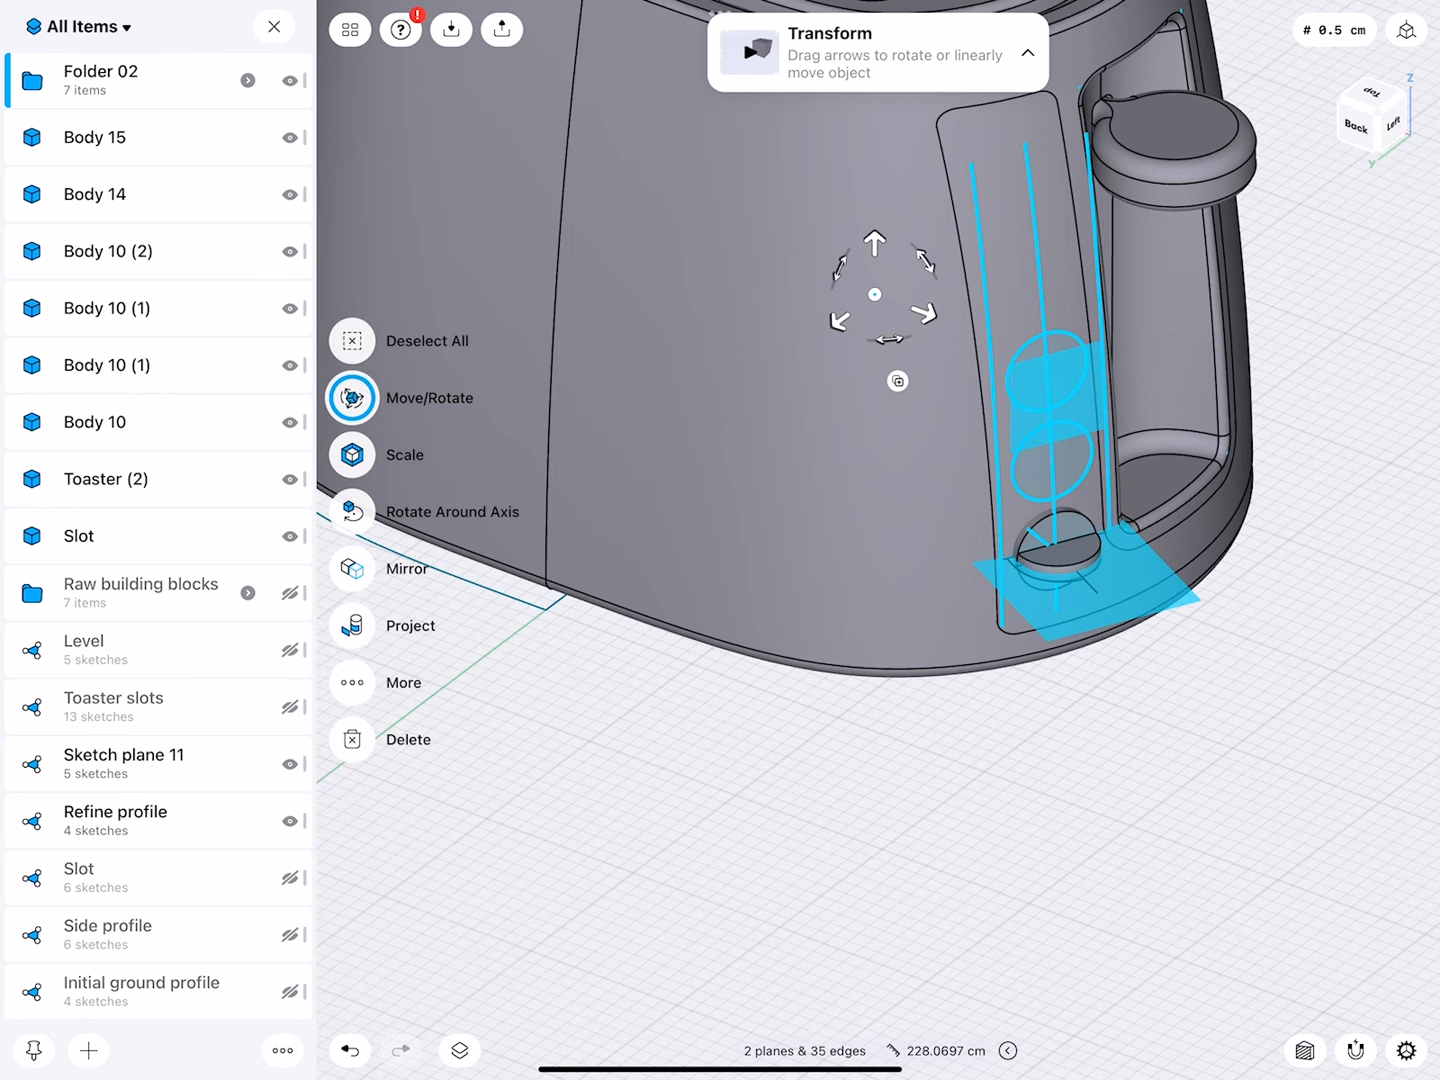 All Items
Folder 02
7 items
Body 15
Body 14
Body 10 (2)
Body 10 (1)
Body 10 (1)
Body 10
Toaster (2)
Slot
Raw building blocks
7 items
Level
5 sketches
Toaster slots
13 sketches
Sketch plane 11
5 sketches
Refine profile
4 sketches
Slot
6 sketches
Side profile
6 sketches
Initial ground profile
4 sketches
?
!
Transform
Drag arrows to rotate or linearly
move object
# 0.5 cm
Z
Top
Back
Left
Y
Deselect All
Move/Rotate
Scale
Rotate Around Axis
Mirror
Project
More
Delete
2 planes & 35 edges
228.0697 cm